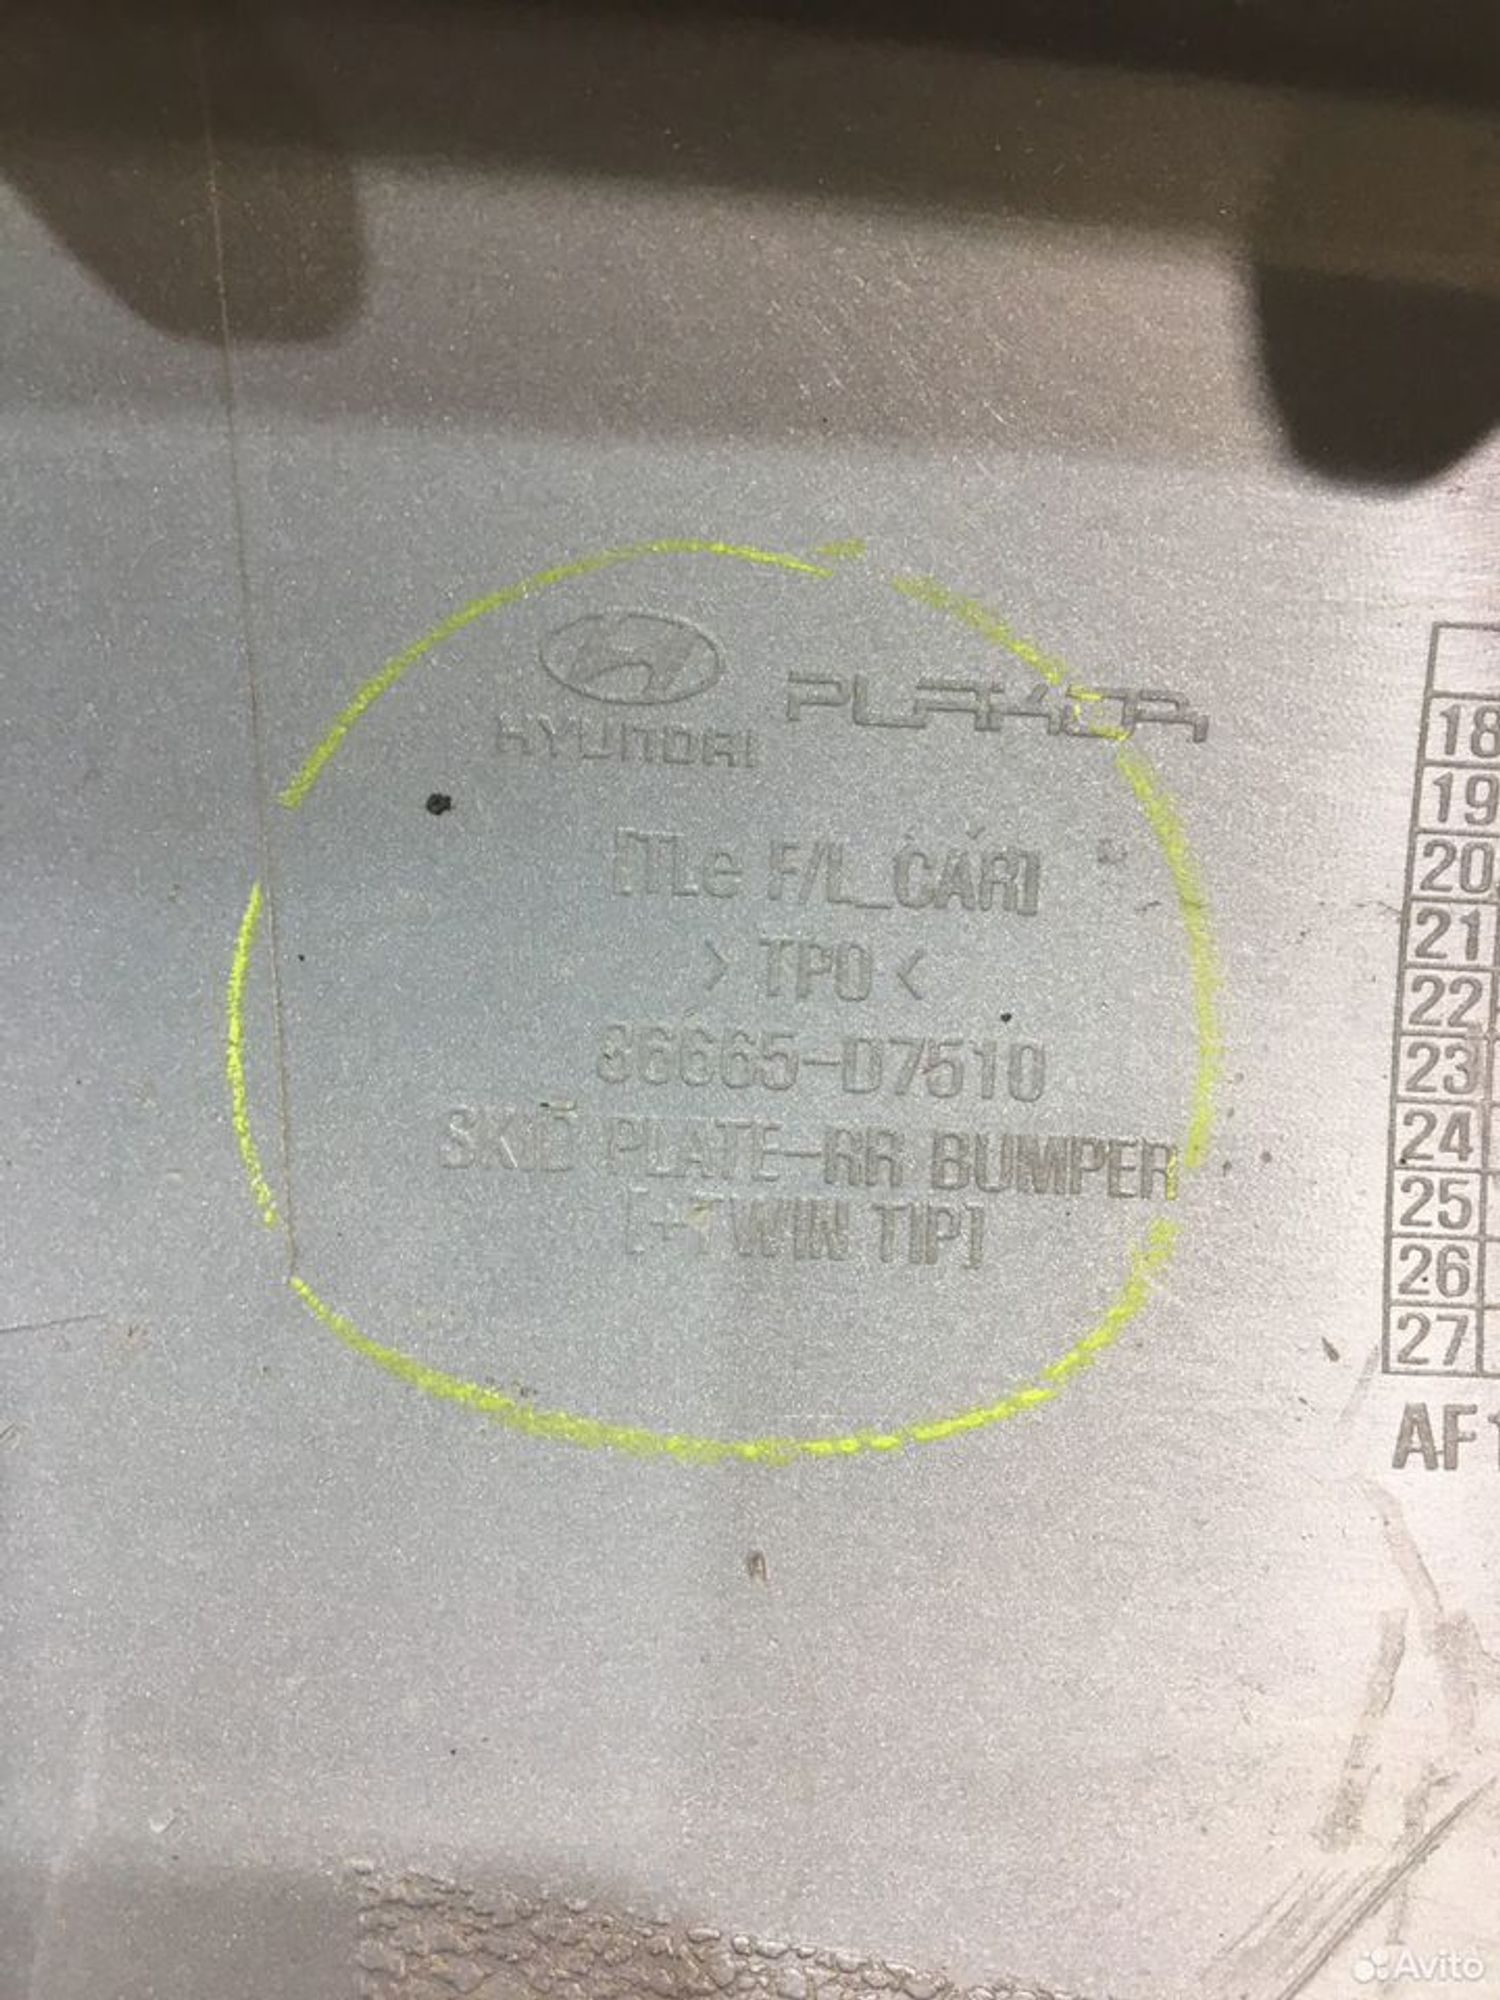 HYUNDAI PLAKOR
[TLe F/L_CAR]
>TPO<
86665-D7510
SKID PLATE-RR BUMPER
[+TWIN TIP]
18
19
20
21
22
23
24
25
26
27
AF1
Avito